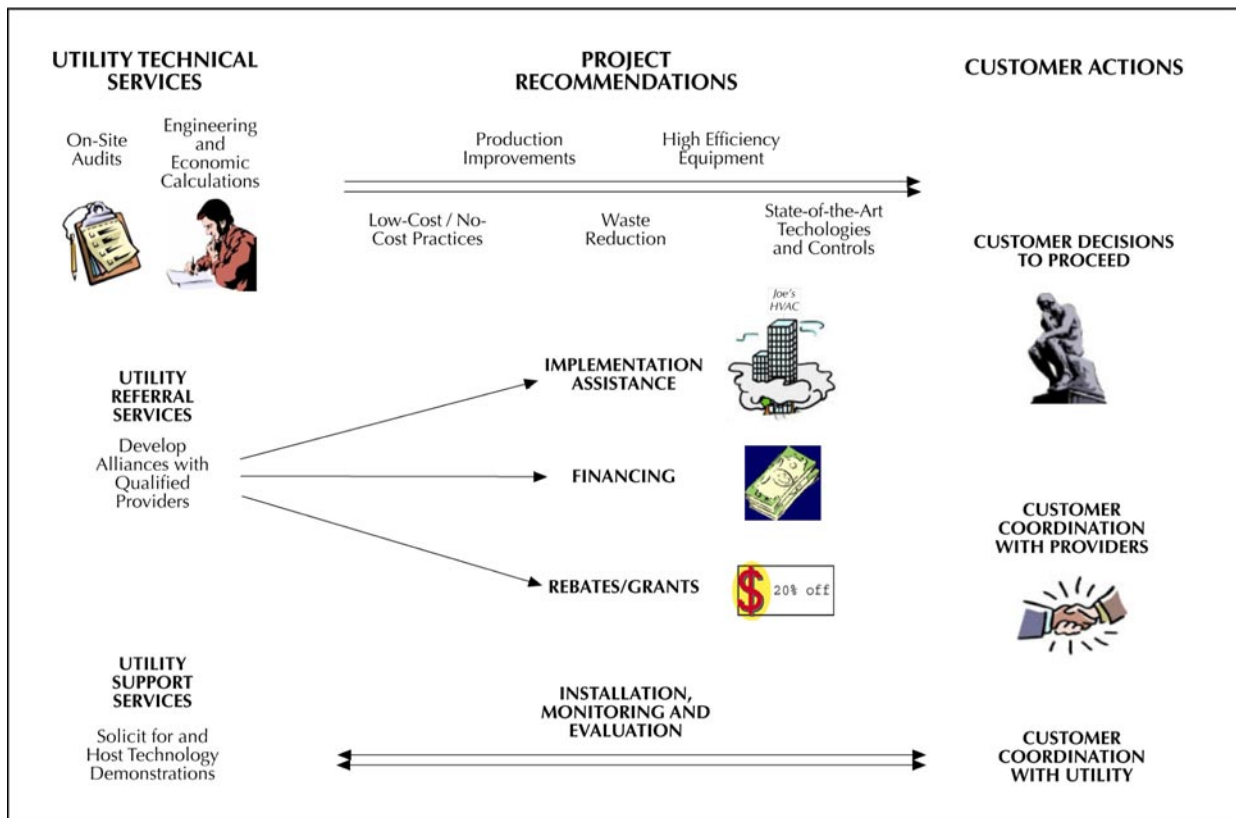 UTILITY TECHNICAL
SERVICES
PROJECT
RECOMMENDATIONS
CUSTOMER ACTIONS
On-Site
Audits
Engineering
and
Economic
Calculations
Production
Improvements
High Efficiency
Equipment
Low-Cost / No-
Cost Practices
Waste
Reduction
State-of-the-Art
Techologies
and Controls
CUSTOMER DECISIONS
TO PROCEED
Joe's
HVAC
UTILITY
REFERRAL
SERVICES
Develop
Alliances with
Qualified
Providers
IMPLEMENTATION
ASSISTANCE
FINANCING
REBATES/GRANTS
$ 20% off
CUSTOMER
COORDINATION
WITH PROVIDERS
UTILITY
SUPPORT
SERVICES
Solicit for and
Host Technology
Demonstrations
INSTALLATION,
MONITORING AND
EVALUATION
CUSTOMER
COORDINATION
WITH UTILITY